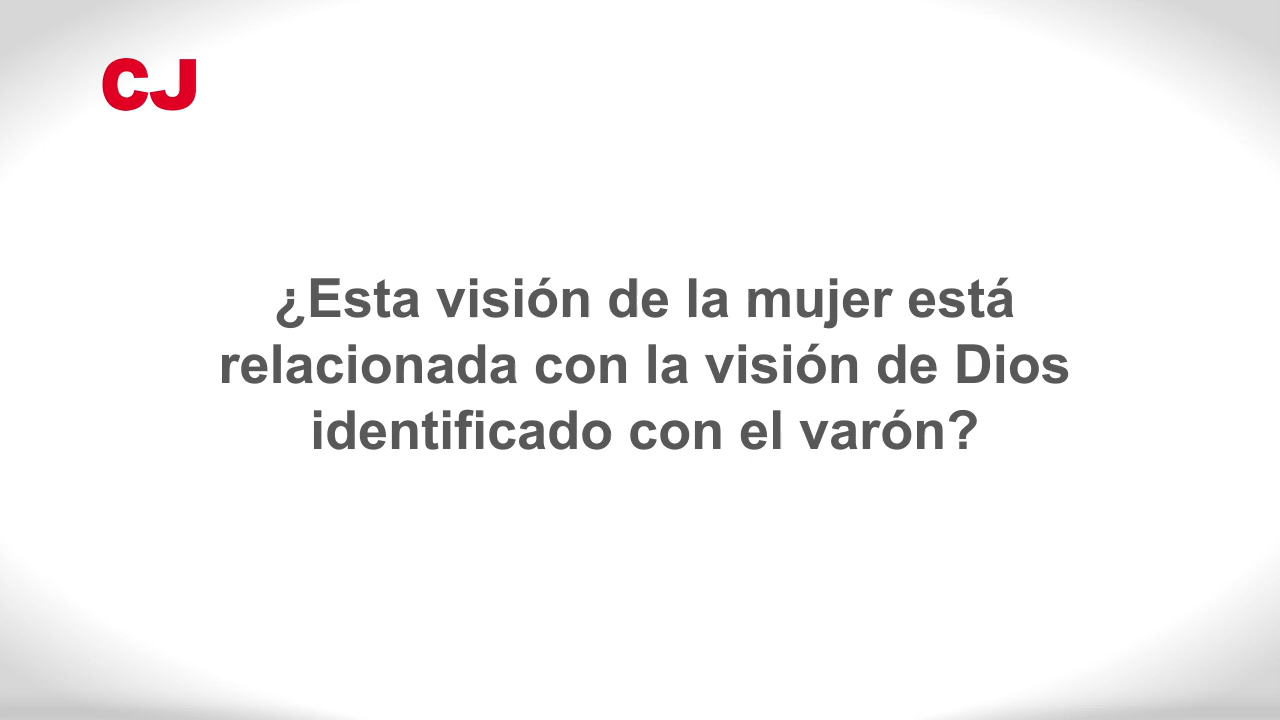 CJ
¿Esta visión de la mujer está
relacionada con la visión de Dios
identificado con el varón?